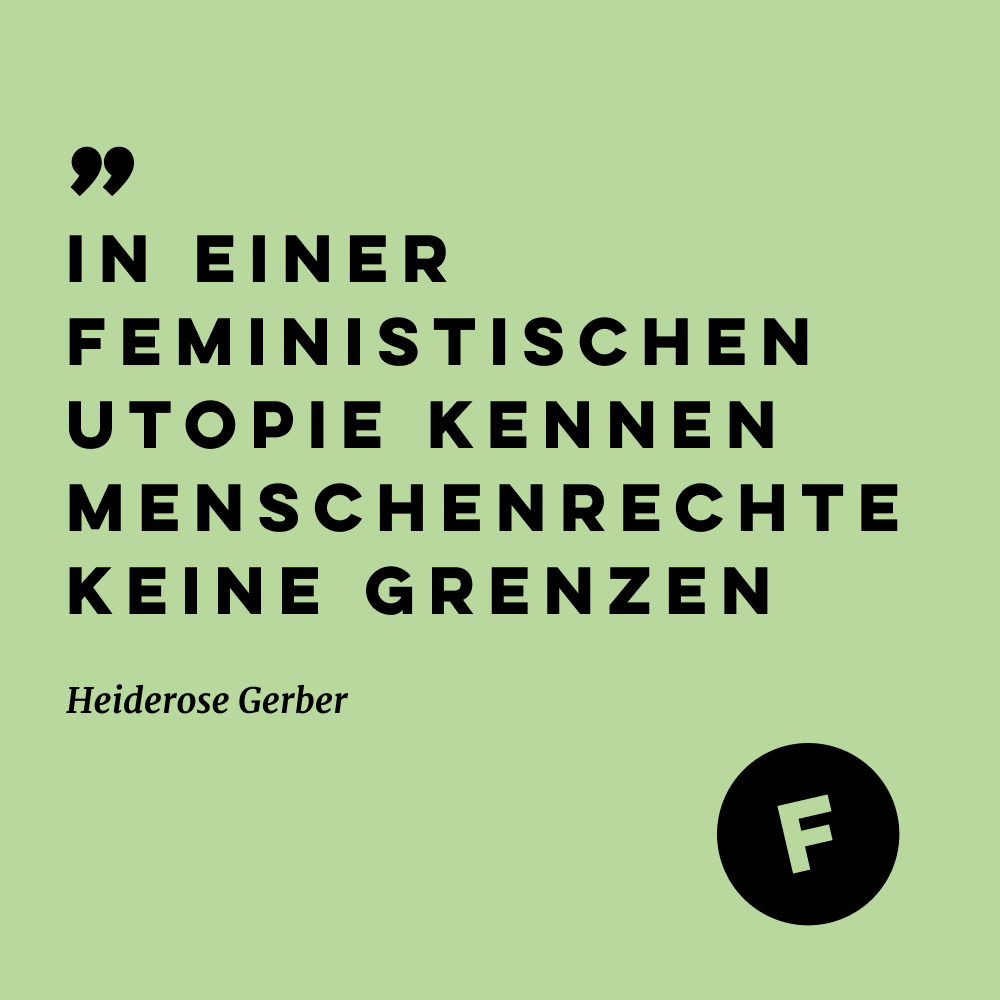 ”
IN EINER
FEMINISTISCHEN
UTOPIE KENNEN
MENSCHENRECHTE
KEINE GRENZEN
Heiderose Gerber
F